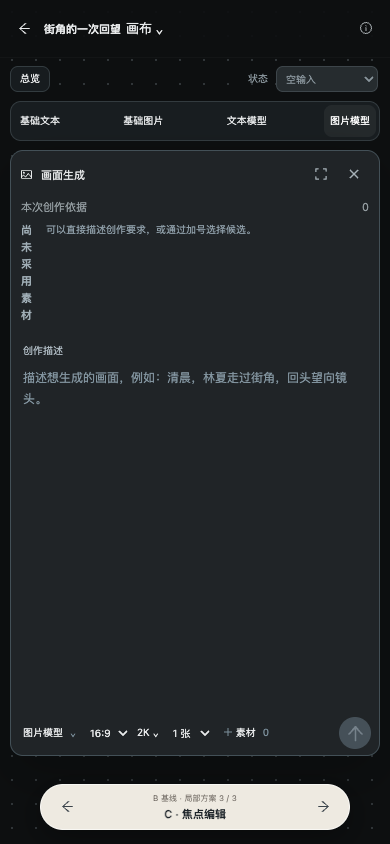 街角的一次回望 画布
总览 状态 空输入
基础文本 基础图片 文本模型 图片模型
画面生成
本次创作依据 0
尚未采用素材 可以直接描述创作要求，或通过加号选择候选。
创作描述
描述想生成的画面，例如：清晨，林夏走过街角，回头望向镜
头。
图片模型 16:9 2K 1 张 + 素材 0
B 基线 · 局部方案 3 / 3
C · 焦点编辑